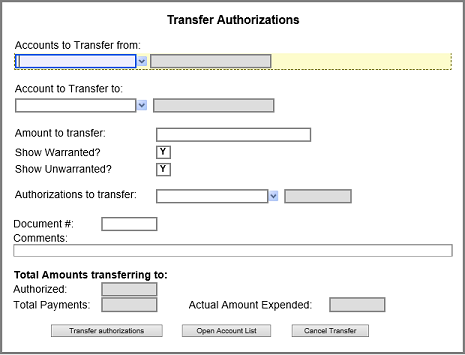 Transfer Authorizations
Accounts to Transfer from:
Account to Transfer to:
Amount to transfer:
Show Warranted? Y
Show Unwarranted? Y
Authorizations to transfer:
Document #:
Comments:
Total Amounts transferring to:
Authorized:
Total Payments: Actual Amount Expended:
Transfer authorizations Open Account List Cancel Transfer